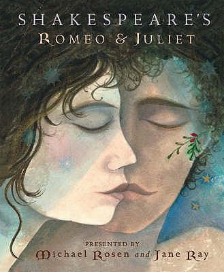 SHAKESPEARE'S
ROMEO & JULIET
PRESENTED BY
Michael Rosen and Jane Ray